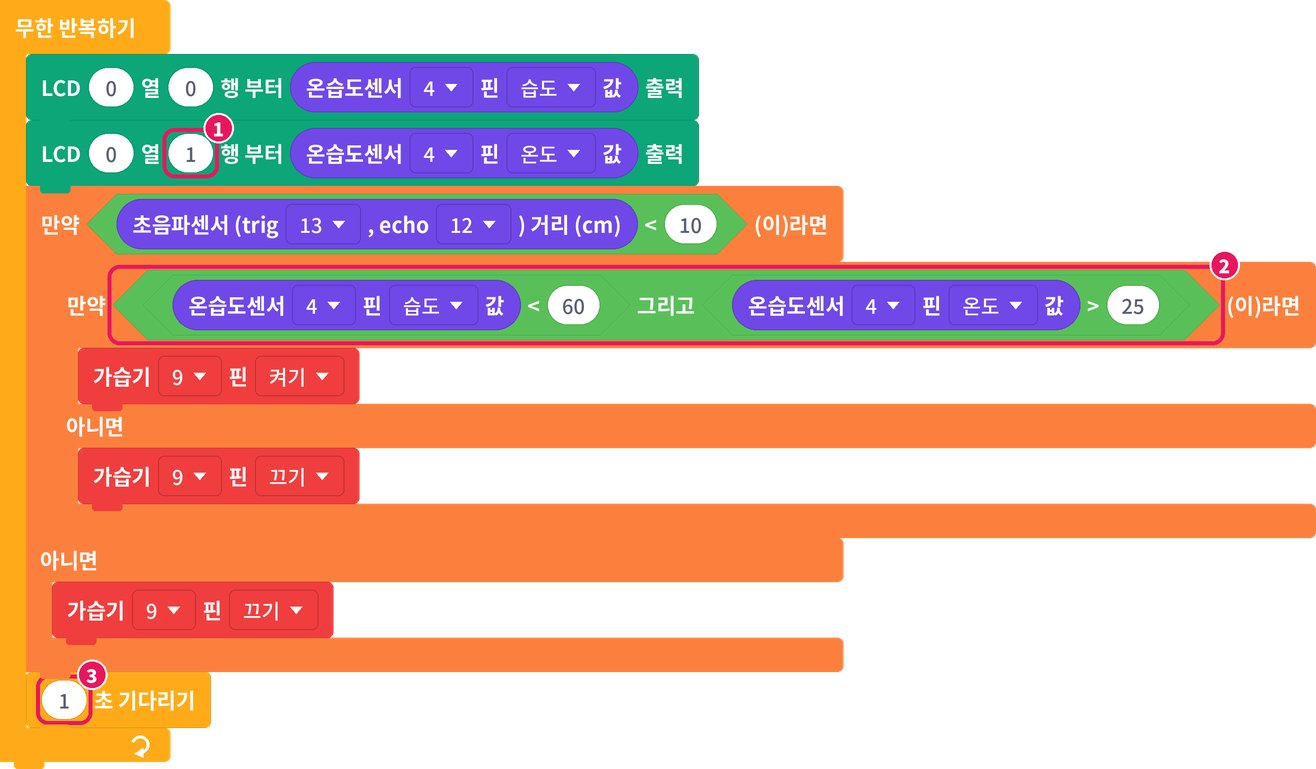 무한 반복하기
LCD 0 열 0 행 부터 온습도센서 4 핀 습도 값 출력
1
LCD 0 열 1 행 부터 온습도센서 4 핀 온도 값 출력
만약 초음파센서 (trig 13 , echo 12 ) 거리 (cm) < 10 (이)라면
2
만약 온습도센서 4 핀 습도 값 < 60 그리고 온습도센서 4 핀 온도 값 > 25 (이)라면
가습기 9 핀 켜기
아니면
가습기 9 핀 끄기
아니면
가습기 9 핀 끄기
3
1 초 기다리기